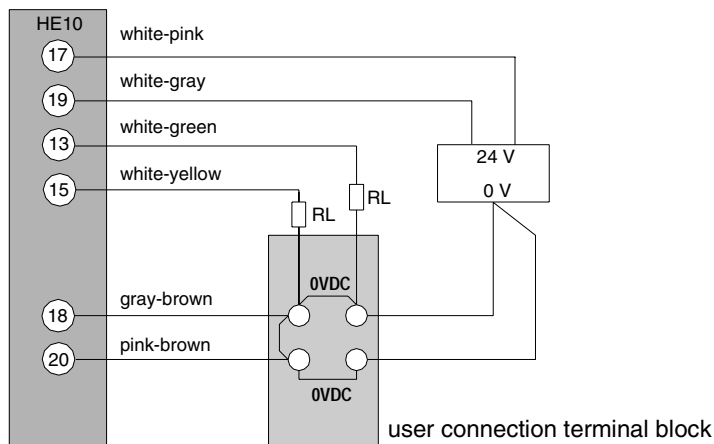 HE10
17 white-pink
19 white-gray
13 white-green
15 white-yellow
24 V
0 V
RL
RL
0VDC
18 gray-brown
20 pink-brown
0VDC
user connection terminal block